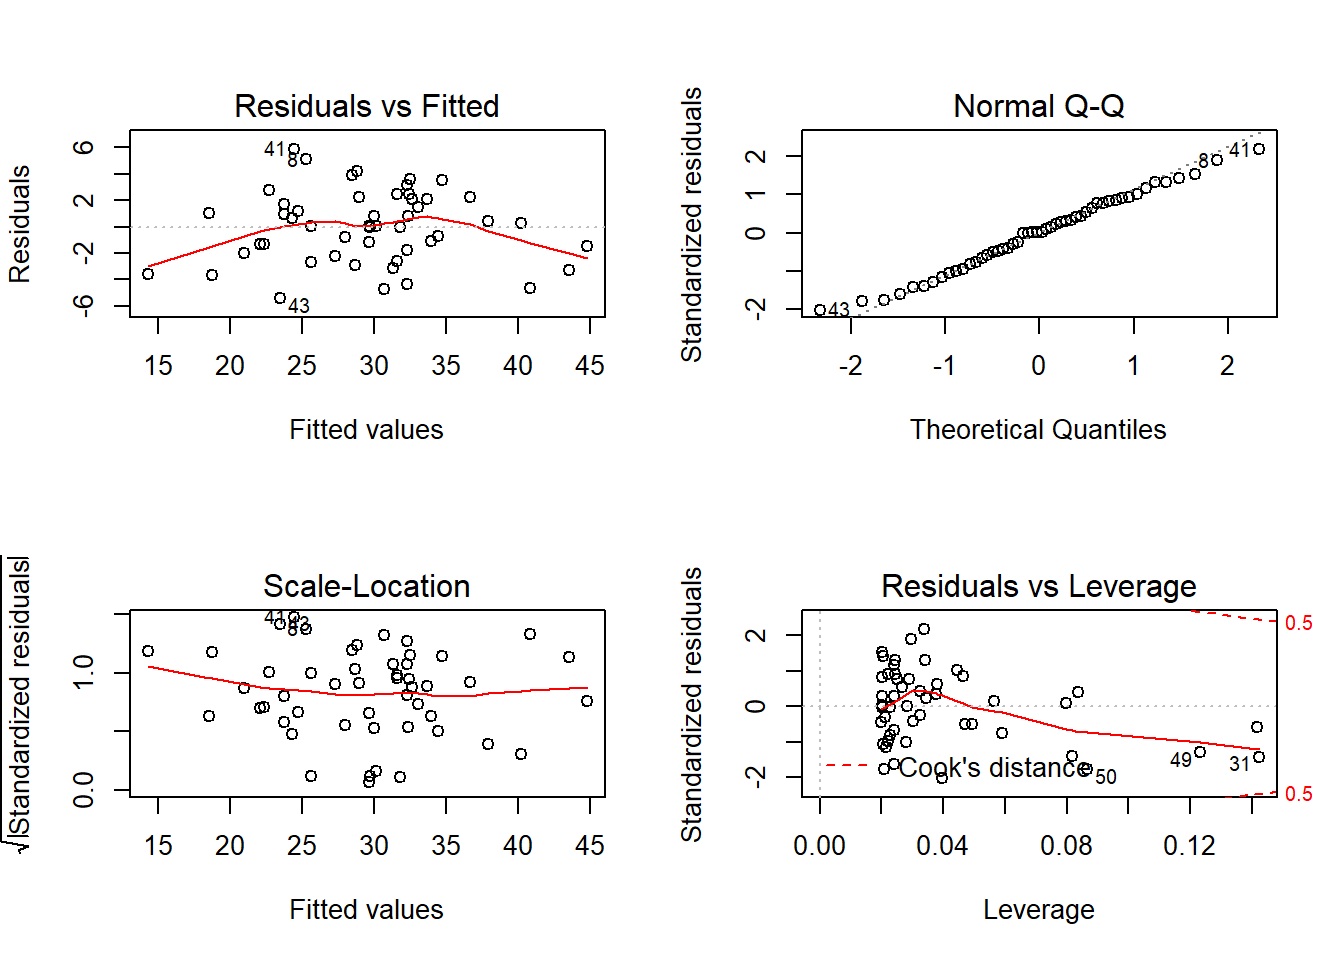 Residuals vs Fitted
Residuals
6
2
-2
-6
41
8
43
15 20 25 30 35 40 45
Fitted values
Normal Q-Q
Standardized residuals
2
1
0
-2
8
41
43
-2 -1 0 1 2
Theoretical Quantiles
Scale-Location
√|Standardized residuals|
1.0
0.0
41
43
8
15 20 25 30 35 40 45
Fitted values
Residuals vs Leverage
Standardized residuals
2
0
-2
0.5
0.5
Cook's distance
50
49
31
0.00 0.04 0.08 0.12
Leverage